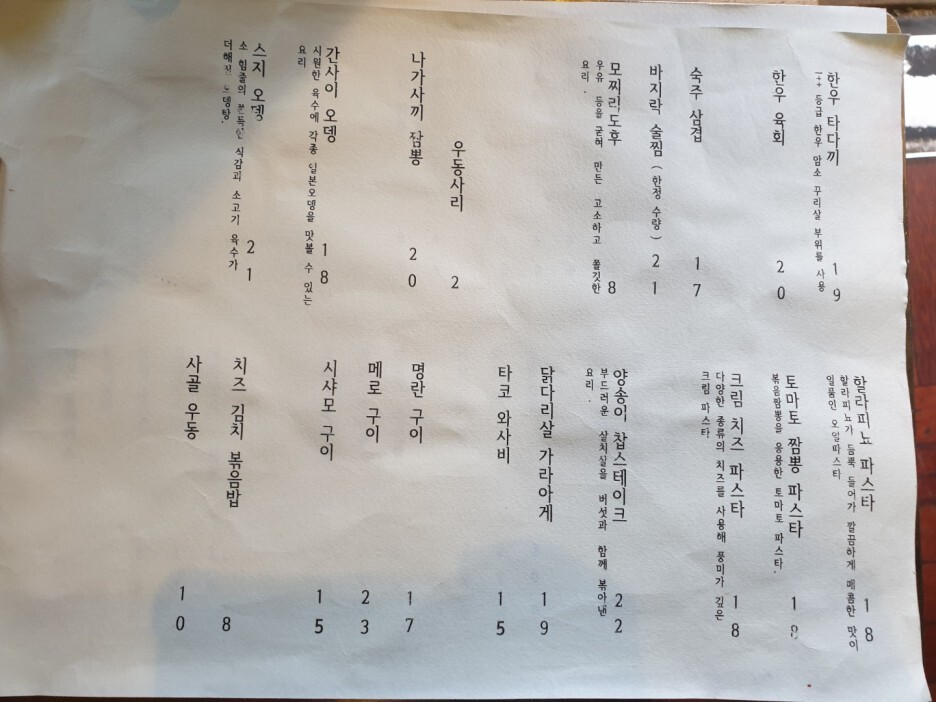 한우 타다끼 19
1++ 등급 한우 암소 꾸리살 부위를 사용
한우 육회 20
숙주 삼겹 17
바지락 술찜 (한정 수량) 21
모찌리도후 8
우유 등을 굳혀 만든 고소하고 쫄깃한
요리.
우동사리 2
나가사끼 짬뽕 20
간사이 오뎅 18
시원한 육수에 각종 일본오뎅을 맛볼 수 있는
요리
스지 오뎅 21
소 힘줄의 쫀득한 식감과 소고기 육수가
더해진 오뎅탕.
할라피뇨 파스타 18
할라피뇨가 듬뿍 들어가 깔끔하게 매콤한 맛이
일품인 오일파스타
토마토 짬뽕 파스타 18
볶음짬뽕을 응용한 토마토 파스타.
크림 치즈 파스타 18
다양한 종류의 치즈를 사용해 풍미가 깊은
크림 파스타
양송이 찹스테이크 22
부드러운 살치살을 버섯과 함께 볶아낸
요리.
닭다리살 가라아게 19
타코 와사비 15
명란 구이 17
메로 구이 23
시샤모 구이 15
치즈 김치 볶음밥 8
사골 우동 10